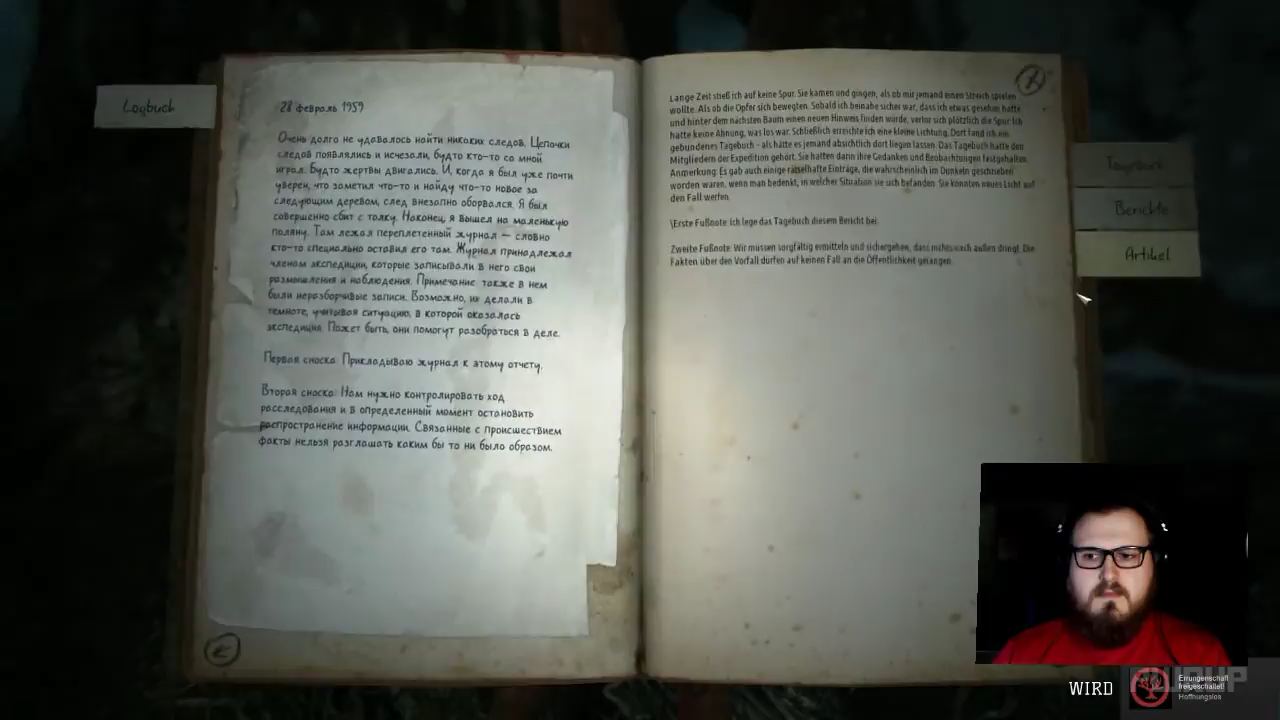 Logbuch
28 февраль 1959
Очень долго не удавалось найти никаких следов. Цепочки
следов появлялись и исчезали, будто кто-то со мной
играл. Будто жертвы двигались. И, когда я был уже почти
уверен, что заметил что-то и найду что-то новое за
следующим деревом, след внезапно оборвался. Я был
совершенно сбит с толку. Наконец, я вышел на маленькую
поляну. Там лежал переплетенный журнал — словно
кто-то специально оставил его там. Журнал принадлежал
членам экспедиции, которые записывали в него свои
размышления и наблюдения. Примечание: также в нем
были неразборчивые записи. Возможно, их делали в
темноте, учитывая ситуацию, в которой оказалась
экспедиция. Может быть, они помогут разобраться в деле.
Первая сноска: Прикладываю журнал к этому отчету.
Вторая сноска: Нам нужно контролировать ход
расследования и в определенный момент остановить
распространение информации. Связанные с происшествием
факты нельзя разглашать каким бы то ни было образом.
Lange Zeit stieß ich auf keine Spur. Sie kamen und gingen, als ob mir jemand einen Streich spielen
wollte. Als ob die Opfer sich bewegten. Sobald ich beinahe sicher war, dass ich etwas gesehen hatte
und hinter dem nächsten Baum einen neuen Hinweis finden würde, verlor sich plötzlich die Spur. Ich
hatte keine Ahnung, was los war. Schließlich erreichte ich eine kleine Lichtung. Dort fand ich ein
gebundenes Tagebuch - als hätte es jemand absichtlich dort liegen lassen. Das Tagebuch hatte den
Mitgliedern der Expedition gehört. Sie hatten darin ihre Gedanken und Beobachtungen festgehalten.
Anmerkung: Es gab auch einige rätselhafte Einträge, die wahrscheinlich im Dunkeln geschrieben
worden waren, wenn man bedenkt, in welcher Situation sie sich befanden. Sie könnten neues Licht auf
den Fall werfen.
\Erste Fußnote: Ich lege das Tagebuch diesem Bericht bei.
Zweite Fußnote: Wir müssen sorgfältig ermitteln und sichergehen, dass nichts nach außen dringt. Die
Fakten über den Vorfall dürfen auf keinen Fall an die Öffentlichkeit gelangen.
Tagebuch
Berichte
Artikel
WIRD
Errungenschaft
freigeschaltet!
Hoffnungslos